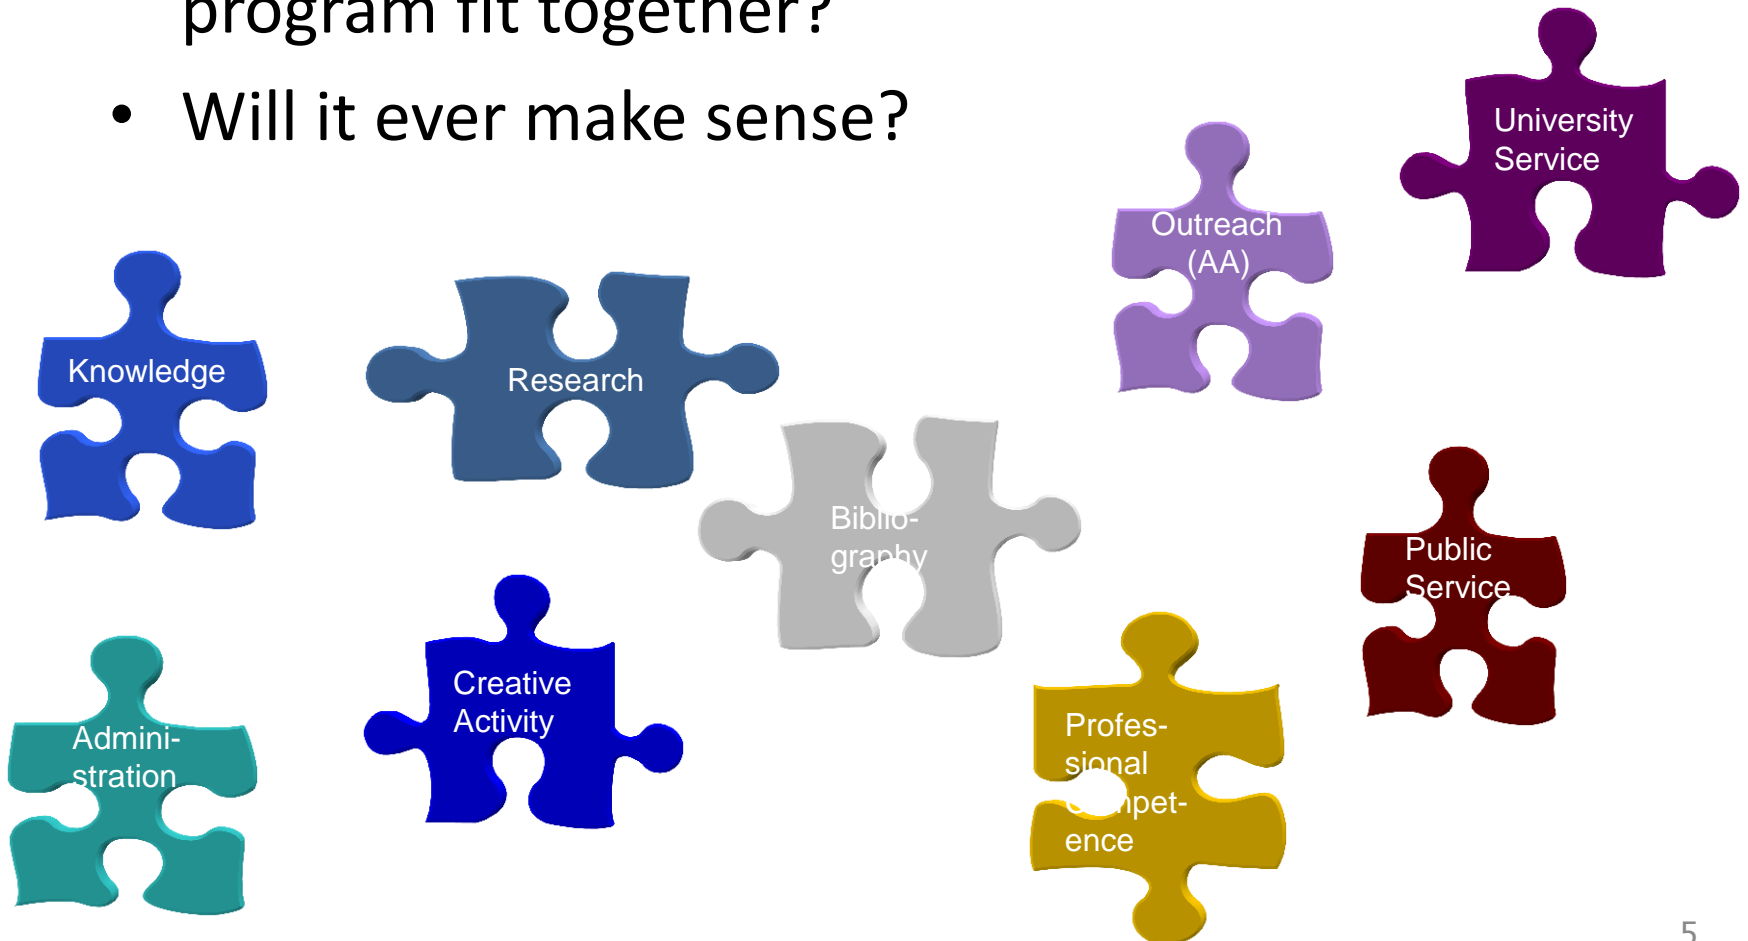 program fit together?
• Will it ever make sense?
University
Service
Outreach
(AA)
Knowledge
Research
Biblio-
graphy
Public
Service
Creative
Activity
Admini-
stration
Profes-
sional
Compet-
ence
5